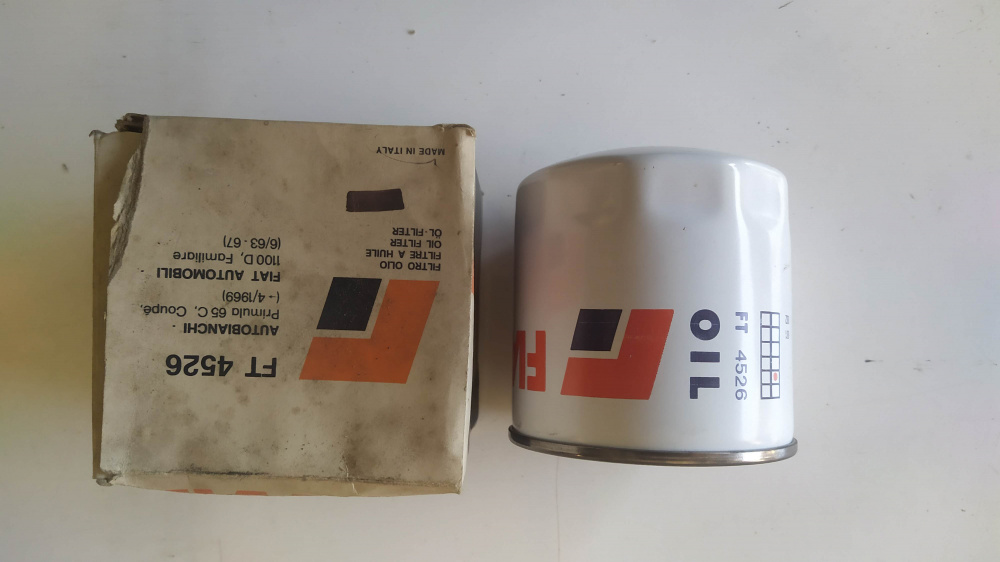 FT 4526
AUTOBIANCHI
Primula 65 C, Coupé.
(→4/1969)
FIAT AUTOMOBILI
1100 D, Familiare
(6/63-67)
FILTRO OLIO
FILTRE A HUILE
OIL FILTER
ÖL-FILTER
MADE IN ITALY
OIL
FT 4526